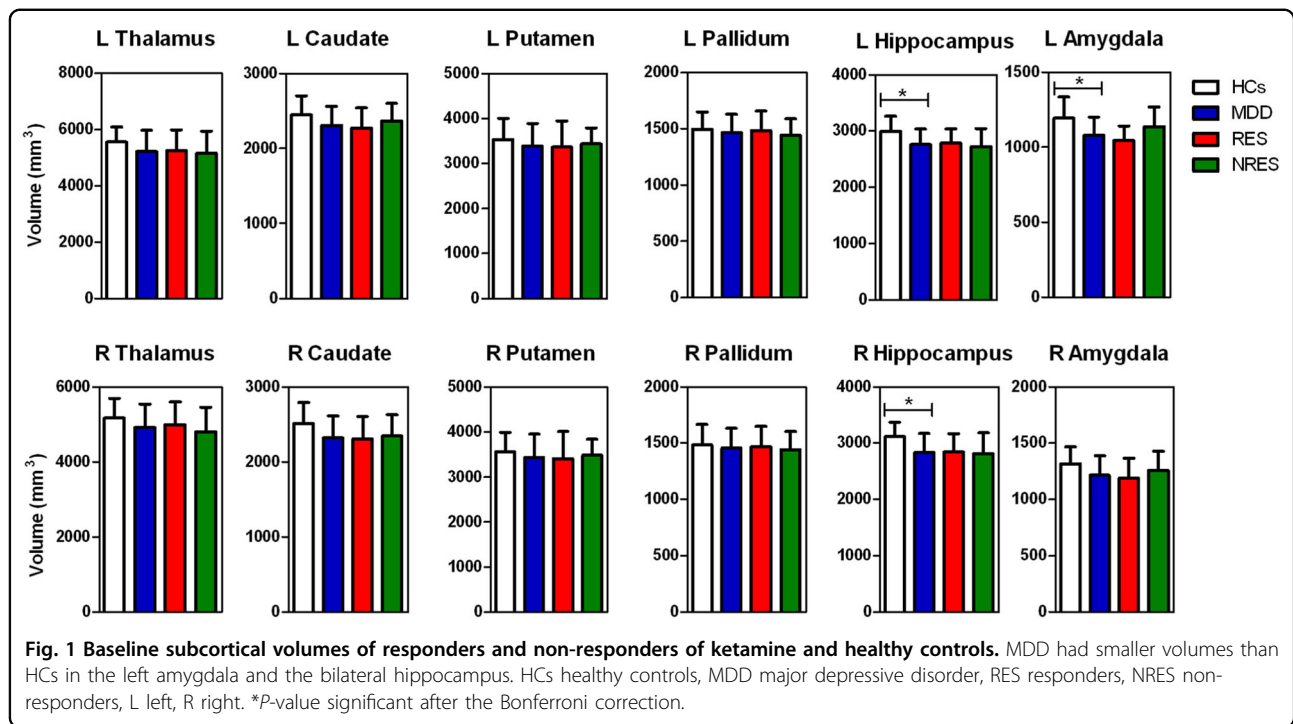 L Thalamus L Caudate L Putamen L Pallidum L Hippocampus L Amygdala
8000 3000 5000 2000 4000 1500
* *
HCs
MDD
RES
NRES
6000 4000 1500 3000
2000 1000
4000 3000 1000 2000
2000
1000 500
2000 1000 500 1000
0 0 0 0 0 0
Volume (mm³)
R Thalamus R Caudate R Putamen R Pallidum R Hippocampus R Amygdala
6000 3000 5000 2000 4000 2000
*
4000 2000 4000 1500 3000 1500
3000
1000 2000 1000
2000 1000 2000
500 1000 500
1000
0 0 0 0 0 0
Volume (mm³)
Fig. 1 Baseline subcortical volumes of responders and non-responders of ketamine and healthy controls. MDD had smaller volumes than
HCs in the left amygdala and the bilateral hippocampus. HCs healthy controls, MDD major depressive disorder, RES responders, NRES non-
responders, L left, R right. *P-value significant after the Bonferroni correction.